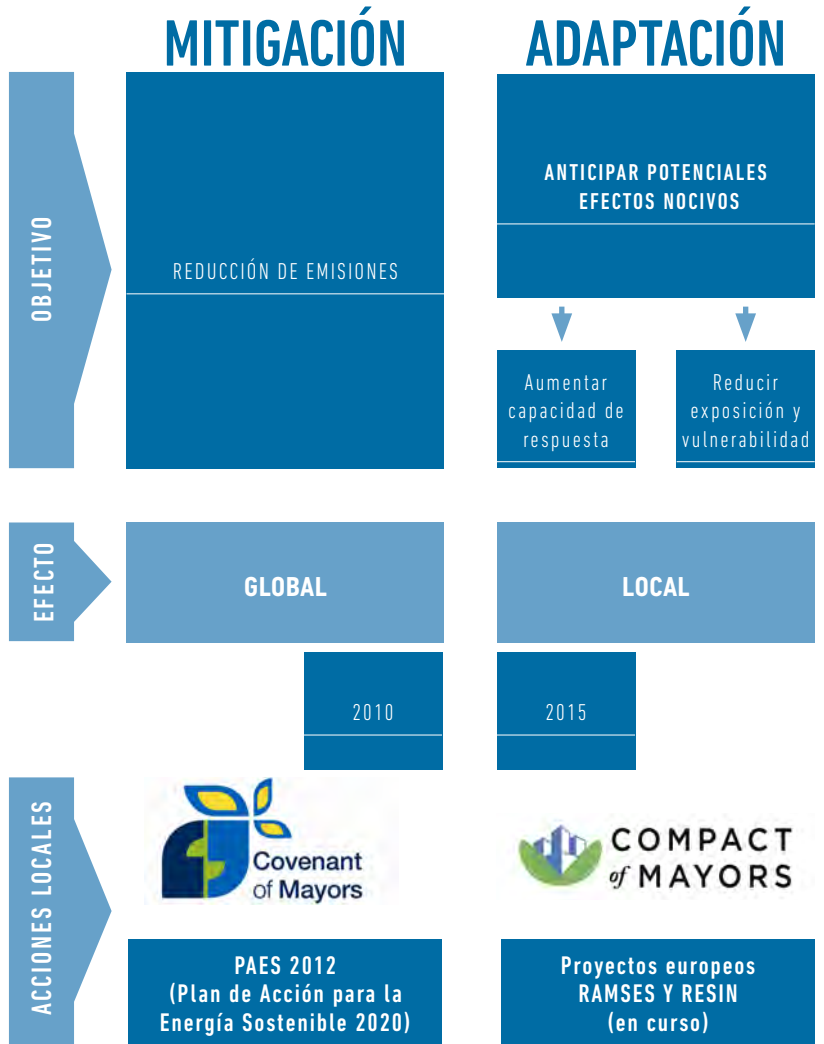 MITIGACIÓN
ADAPTACIÓN
OBJETIVO
REDUCCIÓN DE EMISIONES
ANTICIPAR POTENCIALES
EFECTOS NOCIVOS
Aumentar
capacidad de
respuesta
Reducir
exposición y
vulnerabilidad
EFECTO
GLOBAL
LOCAL
2010
2015
ACCIONES LOCALES
Covenant
of Mayors
COMPACT
of MAYORS
PAES 2012
(Plan de Acción para la
Energía Sostenible 2020)
Proyectos europeos
RAMSES Y RESIN
(en curso)